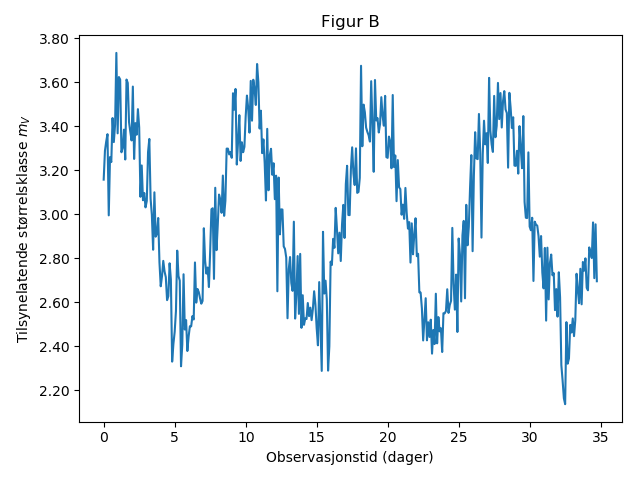 Figur B
3.80
3.60
3.40
3.20
3.00
2.80
2.60
2.40
2.20
Tilsynelatende størrelsklasse $m_V$
0 5 10 15 20 25 30 35
Observasjonstid (dager)